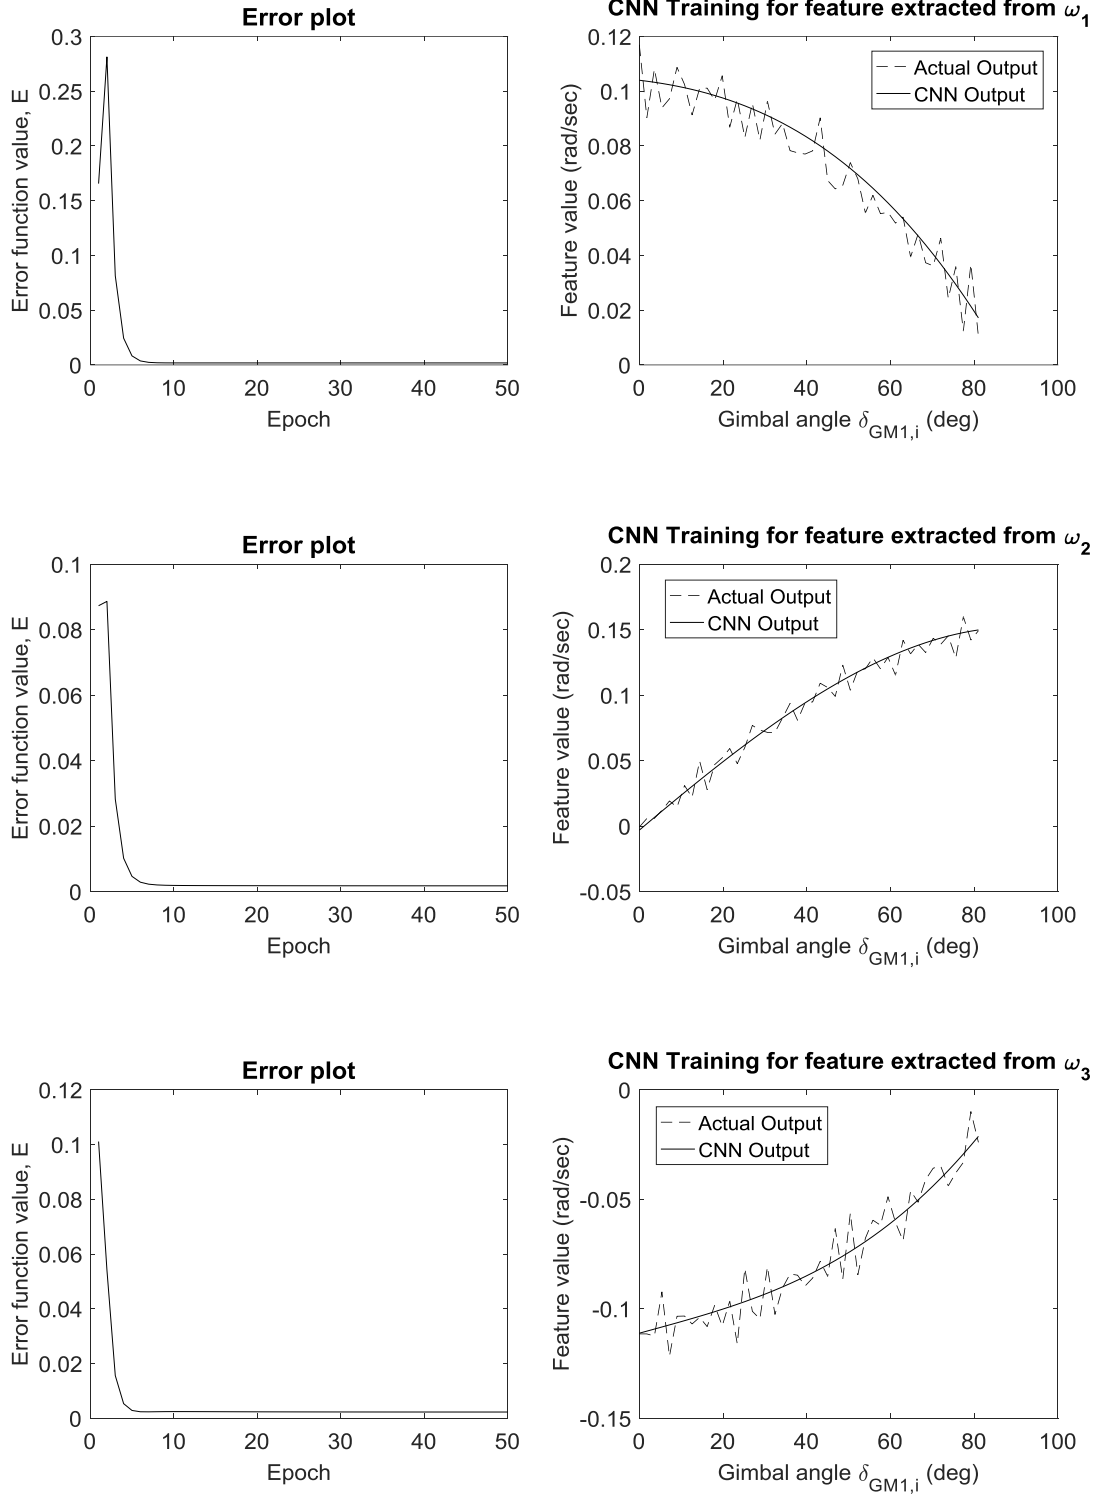 Error plot
0.3
0.25
0.2
0.15
0.1
0.05
0
0 10 20 30 40 50
Error function value, E
Epoch
CNN Training for feature extracted from ω1
0.12
0.1
0.08
0.06
0.04
0.02
0
0 20 40 60 80 100
Feature value (rad/sec)
Gimbal angle δGM1,i (deg)
Actual Output
CNN Output
Error plot
0.1
0.08
0.06
0.04
0.02
0
0 10 20 30 40 50
Error function value, E
Epoch
CNN Training for feature extracted from ω2
0.2
0.15
0.1
0.05
0
-0.05
0 20 40 60 80 100
Feature value (rad/sec)
Gimbal angle δGM1,i (deg)
Actual Output
CNN Output
Error plot
0.12
0.1
0.08
0.06
0.04
0.02
0
0 10 20 30 40 50
Error function value, E
Epoch
CNN Training for feature extracted from ω3
0
-0.05
-0.1
-0.15
0 20 40 60 80 100
Feature value (rad/sec)
Gimbal angle δGM1,i (deg)
Actual Output
CNN Output